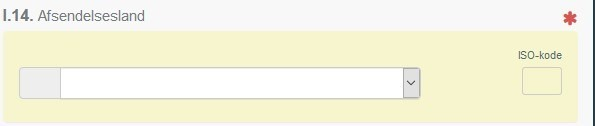 I.14. Afsendelsesland *
ISO-kode